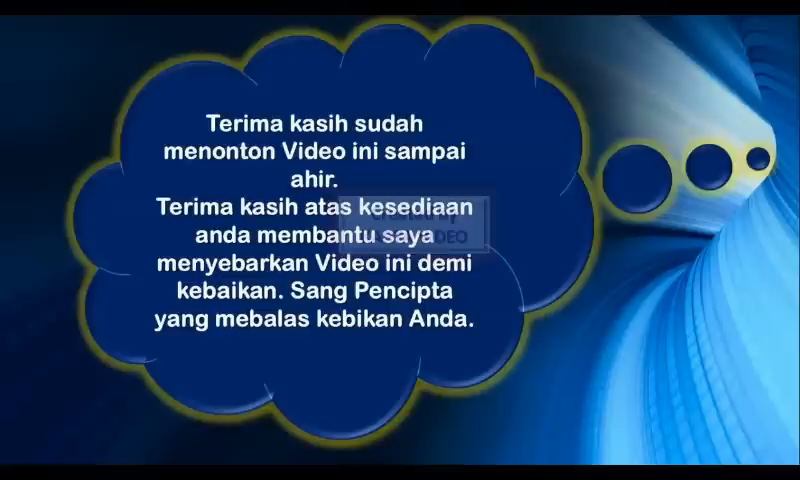 Terima kasih sudah
menonton Video ini sampai
ahir.
Terima kasih atas kesediaan
anda membantu saya
menyebarkan Video ini demi
kebaikan. Sang Pencipta
yang mebalas kebikan Anda.